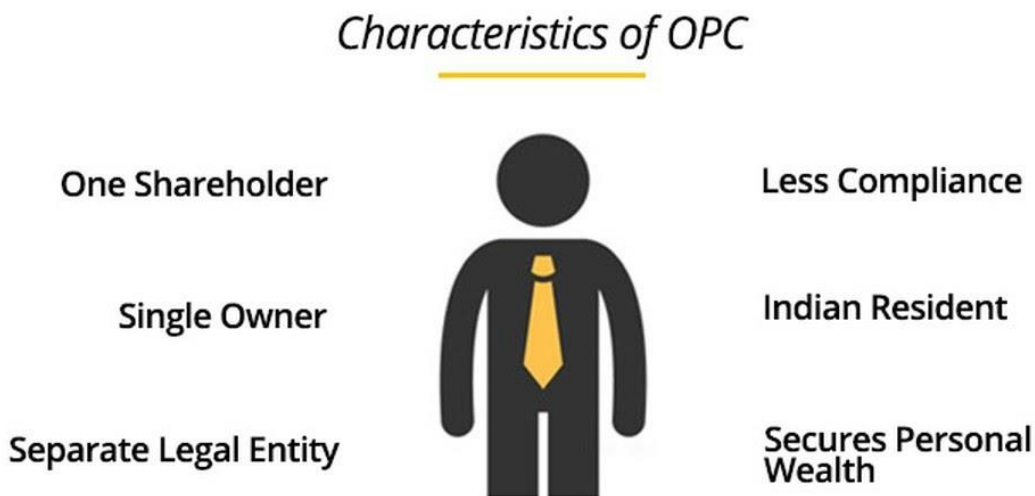 Characteristics of OPC
One Shareholder
Less Compliance
Single Owner
Indian Resident
Separate Legal Entity
Secures Personal
Wealth